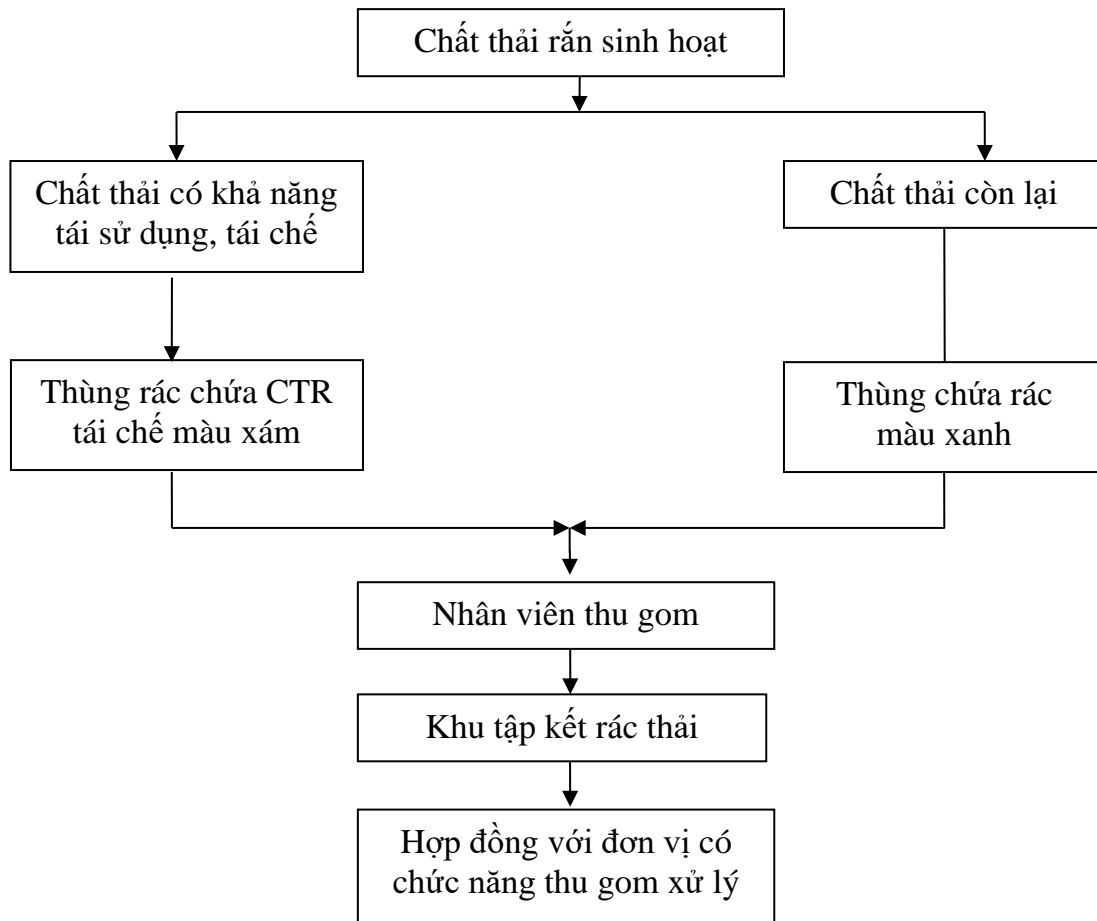 Chất thải rắn sinh hoạt
Chất thải có khả năng
tái sử dụng, tái chế
Chất thải còn lại
Thùng rác chứa CTR
tái chế màu xám
Thùng chứa rác
màu xanh
Nhân viên thu gom
Khu tập kết rác thải
Hợp đồng với đơn vị có
chức năng thu gom xử lý